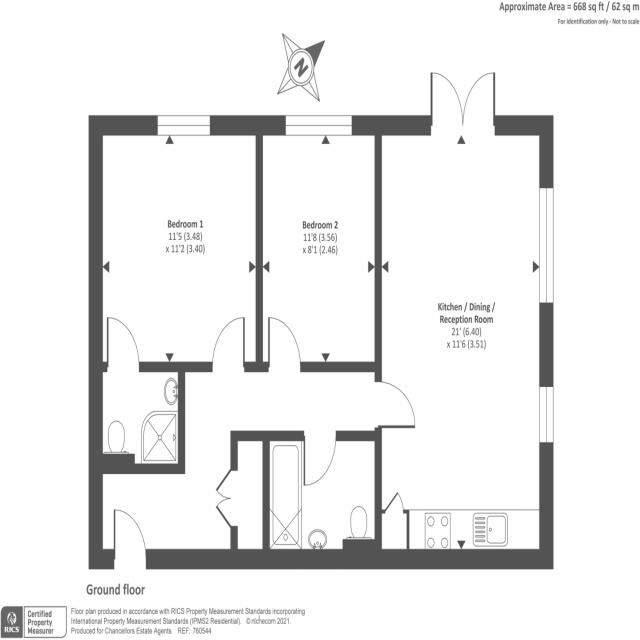 Approximate Area = 668 sq ft / 62 sq m
For identification only - Not to scale
N
Bedroom 1
11'5 (3.48)
x 11'2 (3.40)
Bedroom 2
11'8 (3.56)
x 8'1 (2.46)
Kitchen / Dining /
Reception Room
21' (6.40)
x 11'6 (3.51)
Ground floor
RICS
Certified
Property
Measurer
Floor plan produced in accordance with RICS Property Measurement Standards incorporating
International Property Measurement Standards (IPMS2 Residential). © nichecom 2021.
Produced for Chancellors Estate Agents. REF: 760544